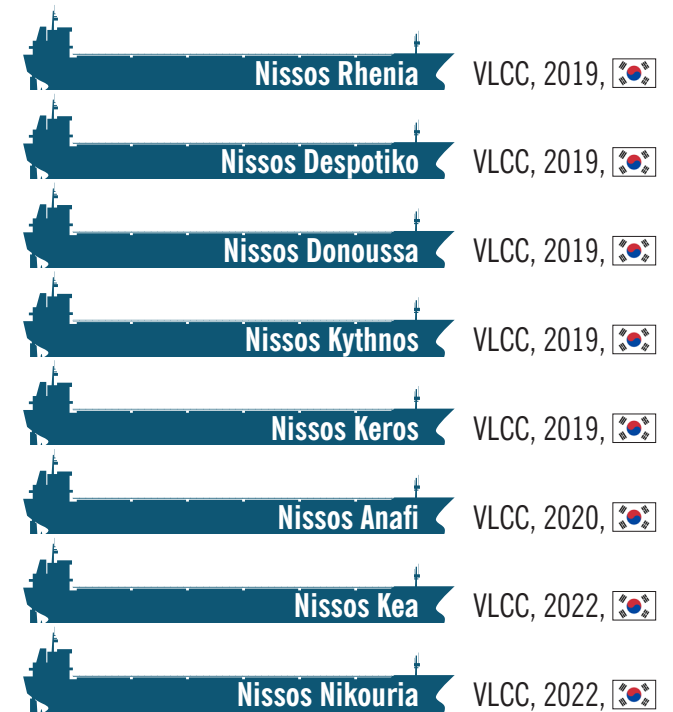 Nissos Rhenia VLCC, 2019,
Nissos Despotiko VLCC, 2019,
Nissos Donoussa VLCC, 2019,
Nissos Kythnos VLCC, 2019,
Nissos Keros VLCC, 2019,
Nissos Anafi VLCC, 2020,
Nissos Kea VLCC, 2022,
Nissos Nikouria VLCC, 2022,